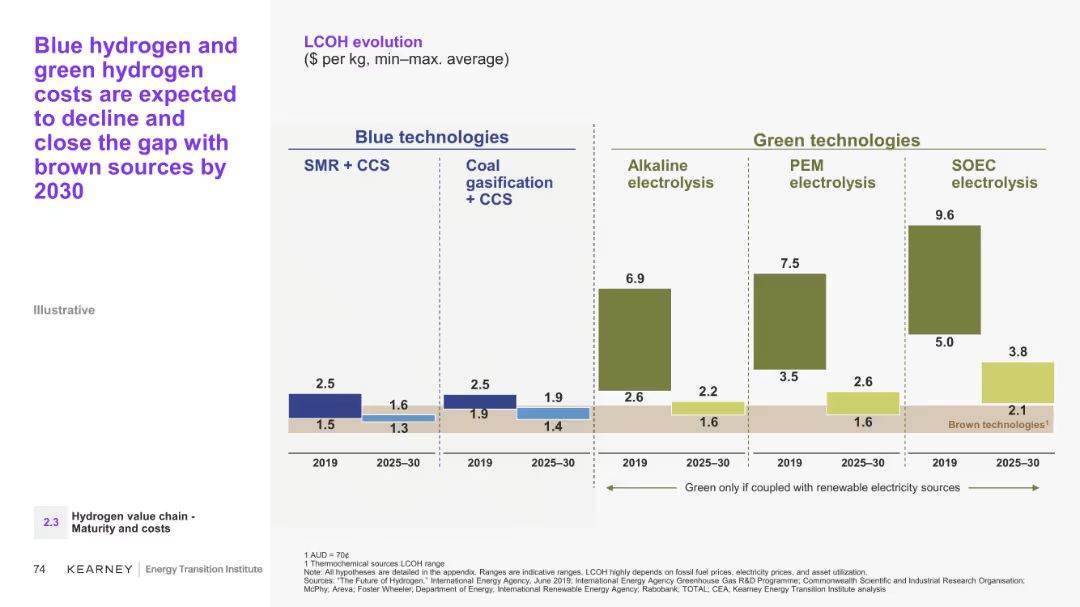 Blue hydrogen and
green hydrogen
costs are expected
to decline and
close the gap with
brown sources by
2030
Illustrative
2.3
Hydrogen value chain -
Maturity and costs
74 KEARNEY Energy Transition Institute
LCOH evolution
($ per kg, min–max. average)
Blue technologies
Green technologies
SMR + CCS
Coal
gasification
+ CCS
Alkaline
electrolysis
PEM
electrolysis
SOEC
electrolysis
2.5
1.5
1.6
1.3
2.5
1.9
1.9
1.4
6.9
2.6
2.2
1.6
7.5
3.5
2.6
1.6
9.6
5.0
3.8
2.1
Brown technologies1
2019 2025–30 2019 2025–30 2019 2025–30 2019 2025–30 2019 2025–30
Green only if coupled with renewable electricity sources
1 AUD = 70¢
1 Thermochemical sources LCOH range
Note: All hypotheses are detailed in the appendix. Ranges are indicative ranges. LCOH highly depends on fossil fuel prices, electricity prices, and asset utilization.
Sources: "The Future of Hydrogen," International Energy Agency, June 2019; International Energy Agency Greenhouse Gas R&D Programme; Commonwealth Scientific and Industrial Research Organisation;
McPhy; Areva; Foster Wheeler; Department of Energy; International Renewable Energy Agency; Rabobank; TOTAL; CEA, Kearney Energy Transition Institute analysis